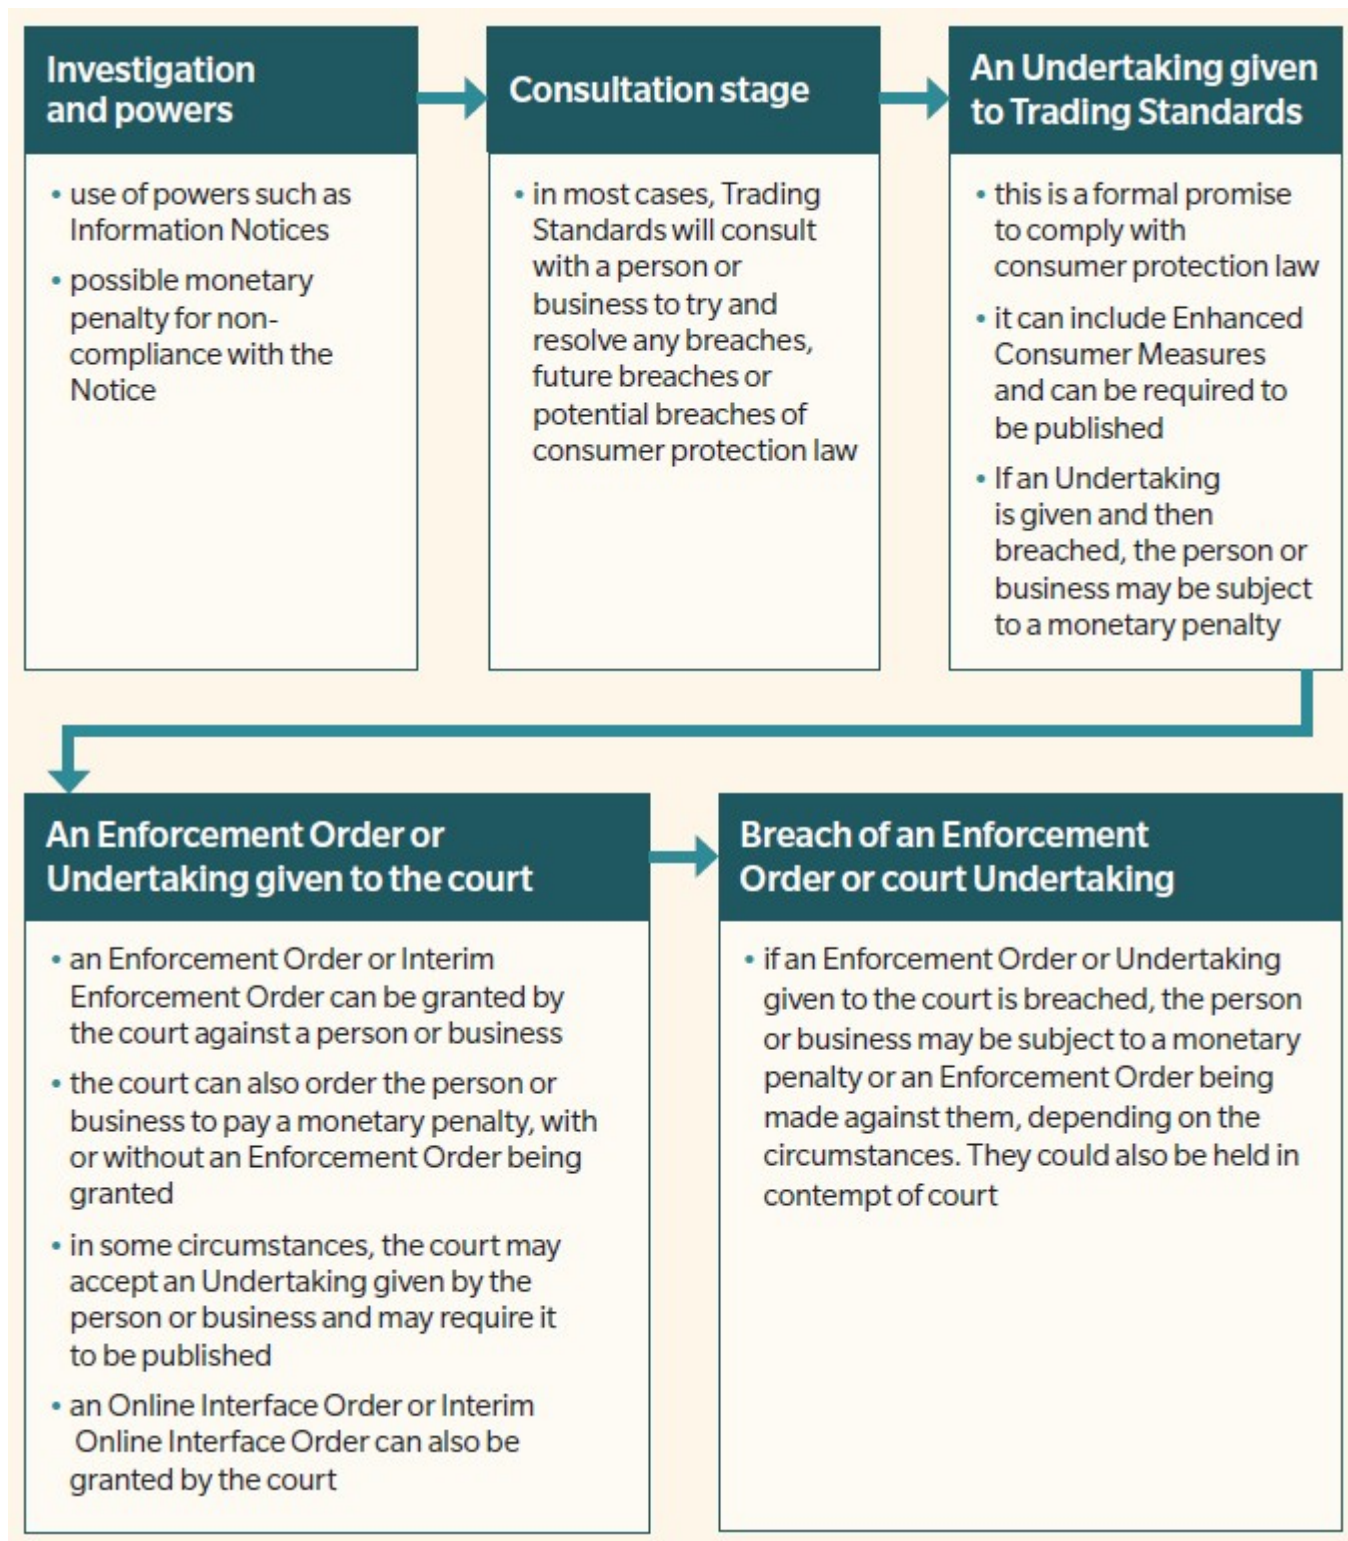 Investigation
and powers
• use of powers such as
Information Notices
• possible monetary
penalty for non-
compliance with the
Notice
Consultation stage
• in most cases, Trading
Standards will consult
with a person or
business to try and
resolve any breaches,
future breaches or
potential breaches of
consumer protection law
An Undertaking given
to Trading Standards
• this is a formal promise
to comply with
consumer protection law
• it can include Enhanced
Consumer Measures
and can be required to
be published
• If an Undertaking
is given and then
breached, the person or
business may be subject
to a monetary penalty
An Enforcement Order or
Undertaking given to the court
• an Enforcement Order or Interim
Enforcement Order can be granted by
the court against a person or business
• the court can also order the person or
business to pay a monetary penalty, with
or without an Enforcement Order being
granted
• in some circumstances, the court may
accept an Undertaking given by the
person or business and may require it
to be published
• an Online Interface Order or Interim
Online Interface Order can also be
granted by the court
Breach of an Enforcement
Order or court Undertaking
• if an Enforcement Order or Undertaking
given to the court is breached, the person
or business may be subject to a monetary
penalty or an Enforcement Order being
made against them, depending on the
circumstances. They could also be held in
contempt of court